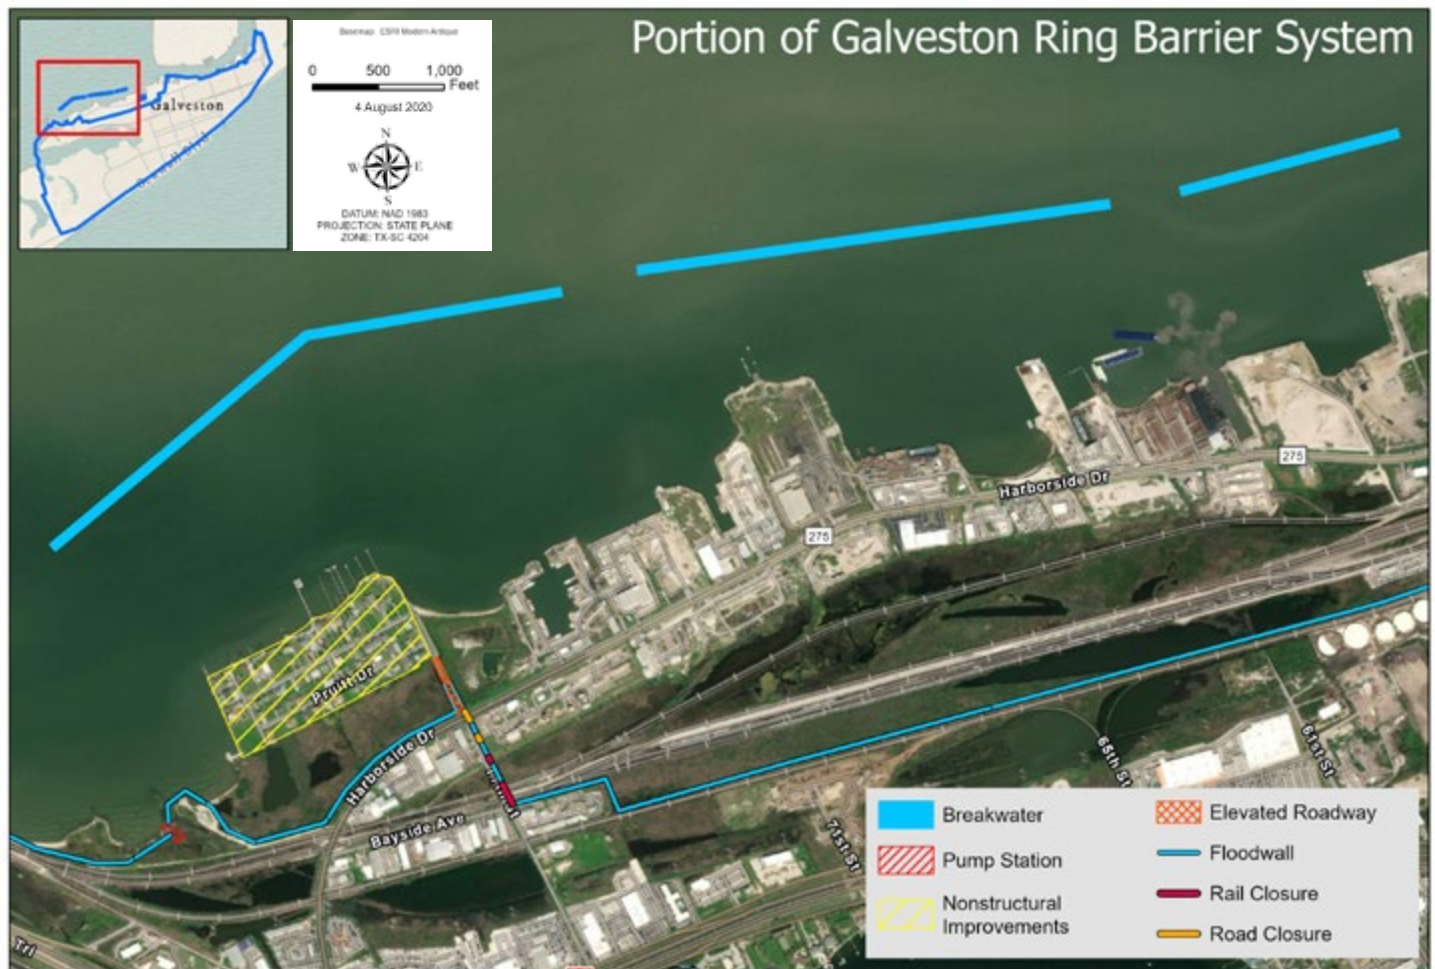 Portion of Galveston Ring Barrier System
Galveston
Basemap: ESRI Modern Antique
0 500 1,000
Feet
4 August 2020
N
W E
S
DATUM: NAD 1983
PROJECTION: STATE PLANE
ZONE: TX-SC 4204
275
Harborside Dr
275
Pruitt Dr
Harborside Dr
Bayside Ave
61st St
65th St
71st St
Tri
Breakwater
Pump Station
Nonstructural
Improvements
Elevated Roadway
Floodwall
Rail Closure
Road Closure